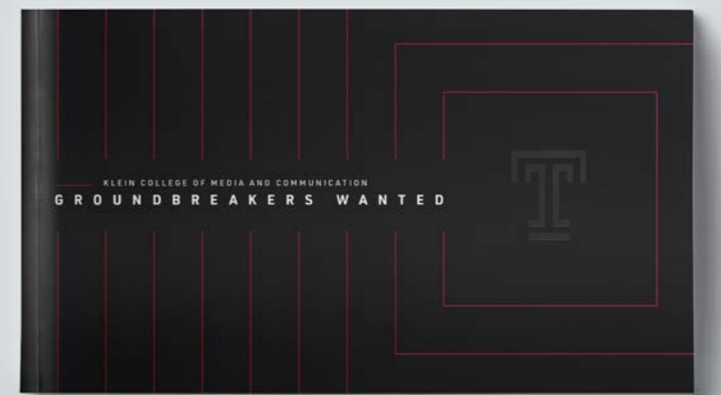 KLEIN COLLEGE OF MEDIA AND COMMUNICATION
GROUNDBREAKERS WANTED
T